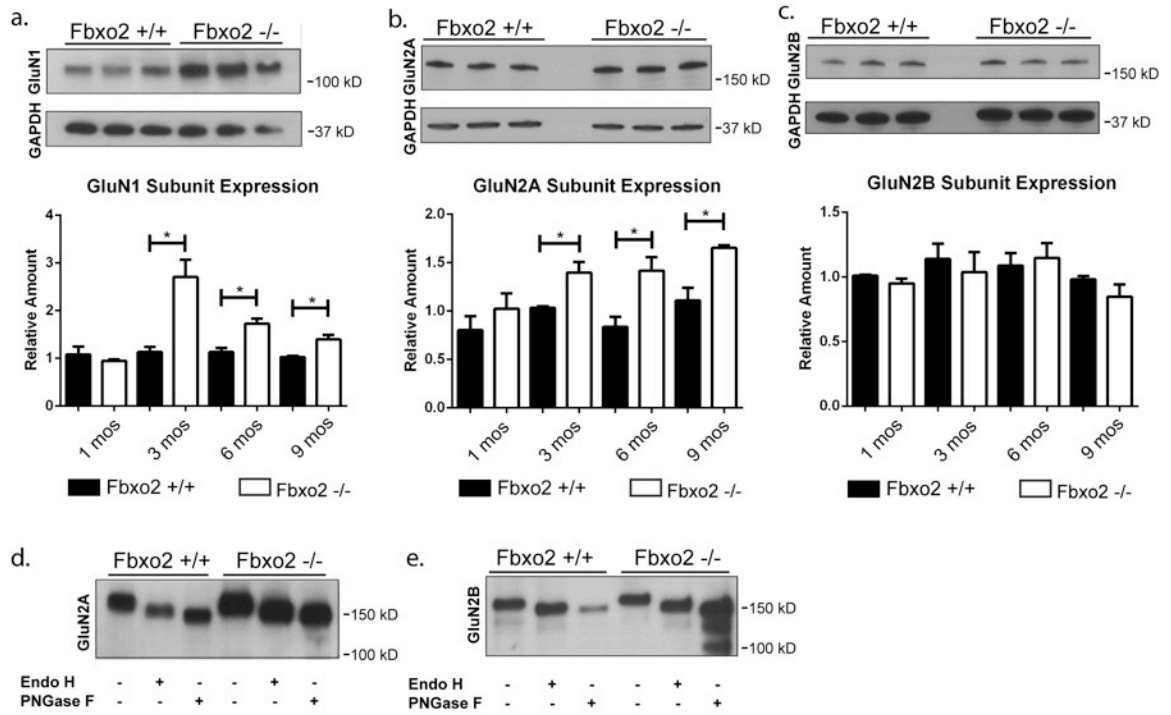 a.
Fbxo2 +/+ Fbxo2 -/-
GluN1
-100 kD
GAPDH
-37 kD
GluN1 Subunit Expression
Relative Amount
4
3
2
1
0
*
*
*
1 mos
3 mos
6 mos
9 mos
Fbxo2 +/+ Fbxo2 -/-
b.
Fbxo2 +/+ Fbxo2 -/-
GluN2A
-150 kD
GAPDH
-37 kD
GluN2A Subunit Expression
Relative Amount
2.0
1.5
1.0
0.5
0.0
*
*
*
1 mos
3 mos
6 mos
9 mos
Fbxo2 +/+ Fbxo2 -/-
c.
Fbxo2 +/+ Fbxo2 -/-
GluN2B
-150 kD
GAPDH
-37 kD
GluN2B Subunit Expression
Relative Amount
1.5
1.0
0.5
0.0
1 mos
3 mos
6 mos
9 mos
Fbxo2 +/+ Fbxo2 -/-
d.
Fbxo2 +/+ Fbxo2 -/-
GluN2A
-150 kD
-100 kD
Endo H - + - - + -
PNGase F - - + - - +
e.
Fbxo2 +/+ Fbxo2 -/-
GluN2B
-150 kD
-100 kD
Endo H - + - - + -
PNGase F - - + - - +